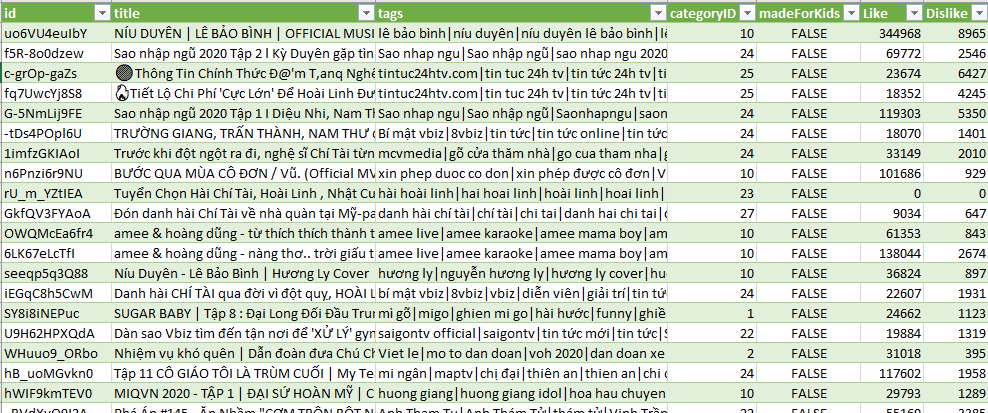 id title tags categoryID madeForKids Like Dislike
uo6VU4euIbY NÍU DUYÊN | LÊ BẢO BÌNH | OFFICIAL MUSI lê bảo bình|níu duyên|níu duyên lê bảo bình|lê 10 FALSE 344968 8965
f5R-8o0dzew Sao nhập ngũ 2020 Tập 2 l Kỳ Duyên gặp tìn Sao nhap ngu|Sao nhập ngũ|sao nhap ngu 2020 24 FALSE 69772 2546
c-grOp-gaZs Thông Tin Chính Thức Đ@'m T,anq Nghệ tintuc24htv.com|tin tuc 24h tv|tin tức 24h tv|ti 25 FALSE 23674 6427
fq7UwcYj8S8 Tiết Lộ Chi Phí 'Cực Lớn' Để Hoài Linh Đư tintuc24htv.com|tin tuc 24h tv|tin tức 24h tv|ti 25 FALSE 18352 4245
G-5NmLij9FE Sao nhập ngũ 2020 Tập 1 I Diệu Nhi, Nam Th Sao nhap ngu|Sao nhập ngũ|Saonhapngu|saon 24 FALSE 119303 5350
-tDs4POpl6U TRƯỜNG GIANG, TRẤN THÀNH, NAM THƯ Bí mật vbiz|8vbiz|tin tức|tin tức online|tin tức 24 FALSE 18070 1401
1imfzGKIAoI Trước khi đột ngột ra đi, nghệ sĩ Chí Tài từn mcvmedia|gõ cửa thăm nhà|go cua tham nha|g 24 FALSE 33149 2010
n6Pnzi6r9NU BƯỚC QUA MÙA CÔ ĐƠN / Vũ. (Official MV xin phep duoc co don|xin phép được cô đơn|V 10 FALSE 101686 929
rU_m_YZtIEA Tuyển Chọn Hài Chí Tài, Hoài Linh , Nhật Cư hài hoài linh|hai hoai linh|hoài linh|hoai linh| 23 FALSE 0 0
GkfQV3FYAoA Đón danh hài Chí Tài về nhà quàn tại Mỹ-pa danh hài chí tài|chí tài|chi tai|danh hai chi tai|c 27 FALSE 9034 647
OWQMcEa6fr4 amee & hoàng dũng - từ thích thích thành t amee live|amee karaoke|amee mama boy|am 10 FALSE 61353 843
6LK67eLcTfI amee & hoàng dũng - nàng thơ.. trời giấu t amee live|amee karaoke|amee mama boy|am 10 FALSE 138044 2674
seeqp5q3Q88 Níu Duyên - Lê Bảo Bình | Hương Ly Cover hương ly|nguyễn hương ly|hương ly cover|hu 10 FALSE 36824 897
iEGqC8h5CwM Danh hài CHÍ TÀI qua đời vì đột quỵ, HOÀI L bí mật vbiz|8vbiz|vbiz|diễn viên|giải trí|tin tức 24 FALSE 22607 1931
SY8i8iNEPuc SUGAR BABY | Tập 8 : Đại Long Đối Đầu Trun mì gõ|migo|ghien mi go|hài hước|funny|ghiề 1 FALSE 24662 1123
U9H62HPXQdA Dàn sao Vbiz tìm đến tận nơi để 'XỬ LÝ' gym saigontv official|saigontv|tin tức mới|tin tức|S 22 FALSE 19884 1319
WHuuo9_ORbo Nhiệm vụ khó quên | Dẫn đoàn đưa Chú Ch Viet le|mo to dan doan|voh 2020|dan doan xe 2 FALSE 31018 395
hB_uoMGvkn0 Tập 11 CÔ GIÁO TÔI LÀ TRÙM CUỐI | My Te mi ngân|maptv|chị đại|thiên an|thien an|chi c 24 FALSE 117602 1958
hWIF9kmTEV0 MIQVN 2020 - TẬP 1 | ĐẠI SỨ HOÀN MỸ | C huong giang|huong giang idol|hoa hau chuyen 10 FALSE 29793 1289